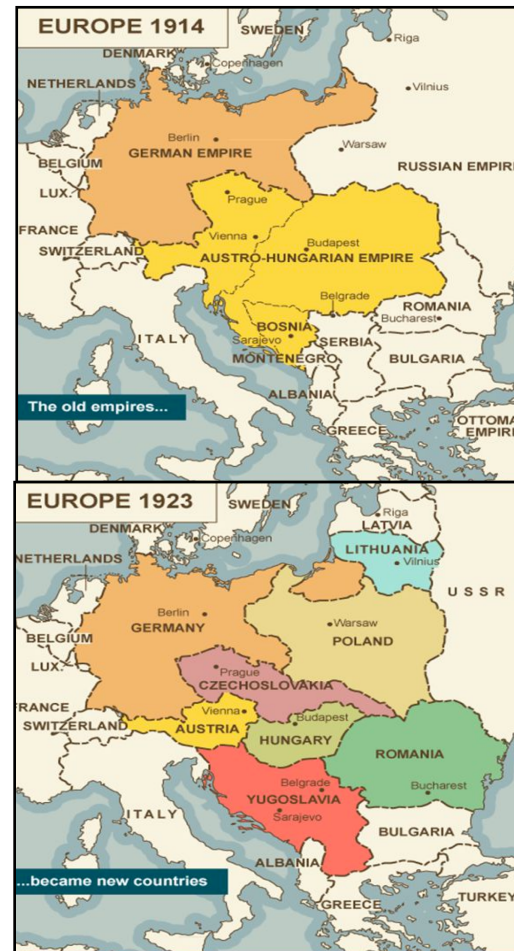 EUROPE 1914
SWEDEN
Riga
DENMARK
Copenhagen
NETHERLANDS
Vilnius
Berlin
GERMAN EMPIRE
Warsaw
BELGIUM
RUSSIAN EMPIRE
LUX.
Prague
FRANCE
Vienna
Budapest
SWITZERLAND
AUSTRO-HUNGARIAN EMPIRE
Belgrade
ROMANIA
BOSNIA
Bucharest
ITALY
Sarajevo
SERBIA
MONTENEGRO
BULGARIA
ALBANIA
The old empires...
OTTOMA
EMPIRE
GREECE
EUROPE 1923
SWEDEN
Riga
LATVIA
DENMARK
Copenhagen
LITHUANIA
NETHERLANDS
Vilnius
USSR
Berlin
GERMANY
Warsaw
POLAND
BELGIUM
LUX.
Prague
CZECHOSLOVAKIA
FRANCE
Vienna
Budapest
SWITZERLAND
AUSTRIA
HUNGARY
ROMANIA
Belgrade
Bucharest
YUGOSLAVIA
ITALY
Sarajevo
BULGARIA
ALBANIA
...became new countries
GREECE
TURKEY